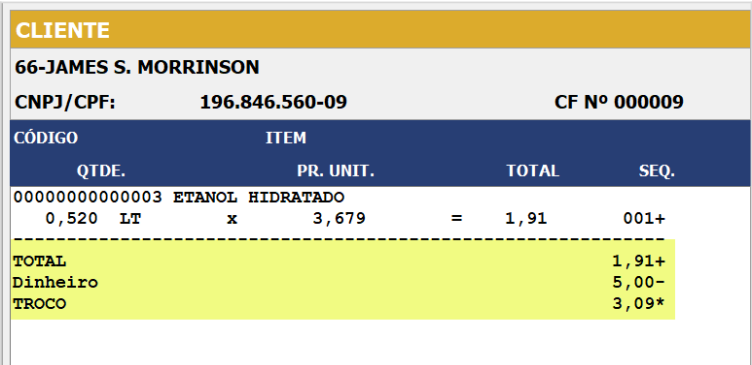 CLIENTE
66-JAMES S. MORRINSON
CNPJ/CPF: 196.846.560-09 CF Nº 000009
CÓDIGO ITEM
QTDE. PR. UNIT. TOTAL SEQ.
00000000000003 ETANOL HIDRATADO
0,520 LT x 3,679 = 1,91 001+
--------------------------------------------------------------
TOTAL 1,91+
Dinheiro 5,00-
TROCO 3,09*